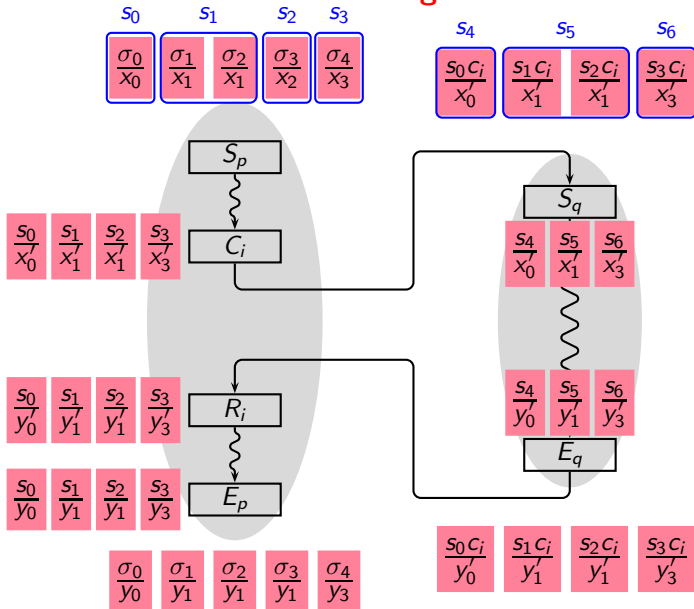 s₀ s₁ s₂ s₃
s₄ s₅ s₆
σ₀/x₀ σ₁/x₁ σ₂/x₁ σ₃/x₂ σ₄/x₃
s₀cᵢ/x′₀ s₁cᵢ/x′₁ s₂cᵢ/x′₁ s₃cᵢ/x′₃
Sₚ
S_q
s₀/x′₀ s₁/x′₁ s₂/x′₁ s₃/x′₃
Cᵢ
s₄/x′₀ s₅/x′₁ s₆/x′₃
s₀/y′₀ s₁/y′₁ s₂/y′₁ s₃/y′₃
Rᵢ
s₄/y′₀ s₅/y′₁ s₆/y′₃
E_q
s₀/y₀ s₁/y₁ s₂/y₁ s₃/y₃
Eₚ
σ₀/y₀ σ₁/y₁ σ₂/y₁ σ₃/y₁ σ₄/y₃
s₀cᵢ/y′₀ s₁cᵢ/y′₁ s₂cᵢ/y′₁ s₃cᵢ/y′₃